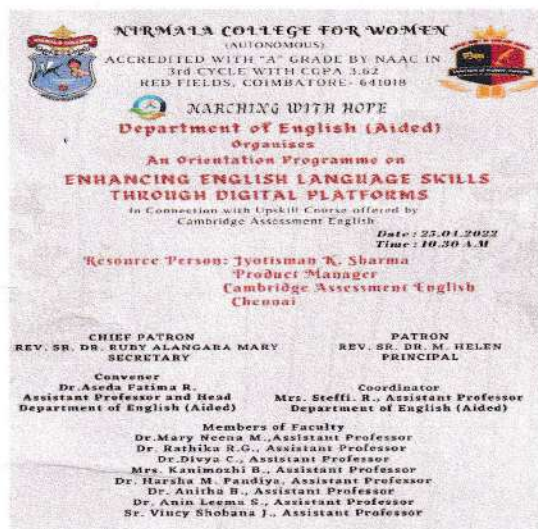 NIRMALA COLLEGE FOR WOMEN
(AUTONOMOUS)
ACCREDITED WITH "A" GRADE BY NAAC IN
3rd CYCLE WITH CGPA 3.62
RED FIELDS, COIMBATORE- 641018
MARCHING WITH HOPE
Department of English (Aided)
Organises
An Orientation Programme on
ENHANCING ENGLISH LANGUAGE SKILLS
THROUGH DIGITAL PLATFORMS
In Connection with Upskill Course offered by
Cambridge Assessment English
Date : 25.04.2022
Time : 10.30 A.M
Resource Person: Jyotisman K. Sharma
Product Manager
Cambridge Assessment English
Chennai
CHIEF PATRON
REV. SR. DR. RUBY ALANGARA MARY
SECRETARY
PATRON
REV. SR. DR. M. HELEN
PRINCIPAL
Convener
Dr.Aseda Fatima R.
Assistant Professor and Head
Department of English (Aided)
Coordinator
Mrs. Steffi. R., Assistant Professor
Department of English (Aided)
Members of Faculty
Dr.Mary Neena M.,Assistant Professor
Dr. Rathika R.G., Assistant Professor
Dr.Divya C., Assistant Professor
Mrs. Kanimozhi B., Assistant Professor
Dr. Harsha M. Pandiya, Assistant Professor
Dr. Anitha B., Assistant Professor
Dr, Anin Leema S., Assistant Professor
Sr. Vincy Shobana J., Assistant Professor